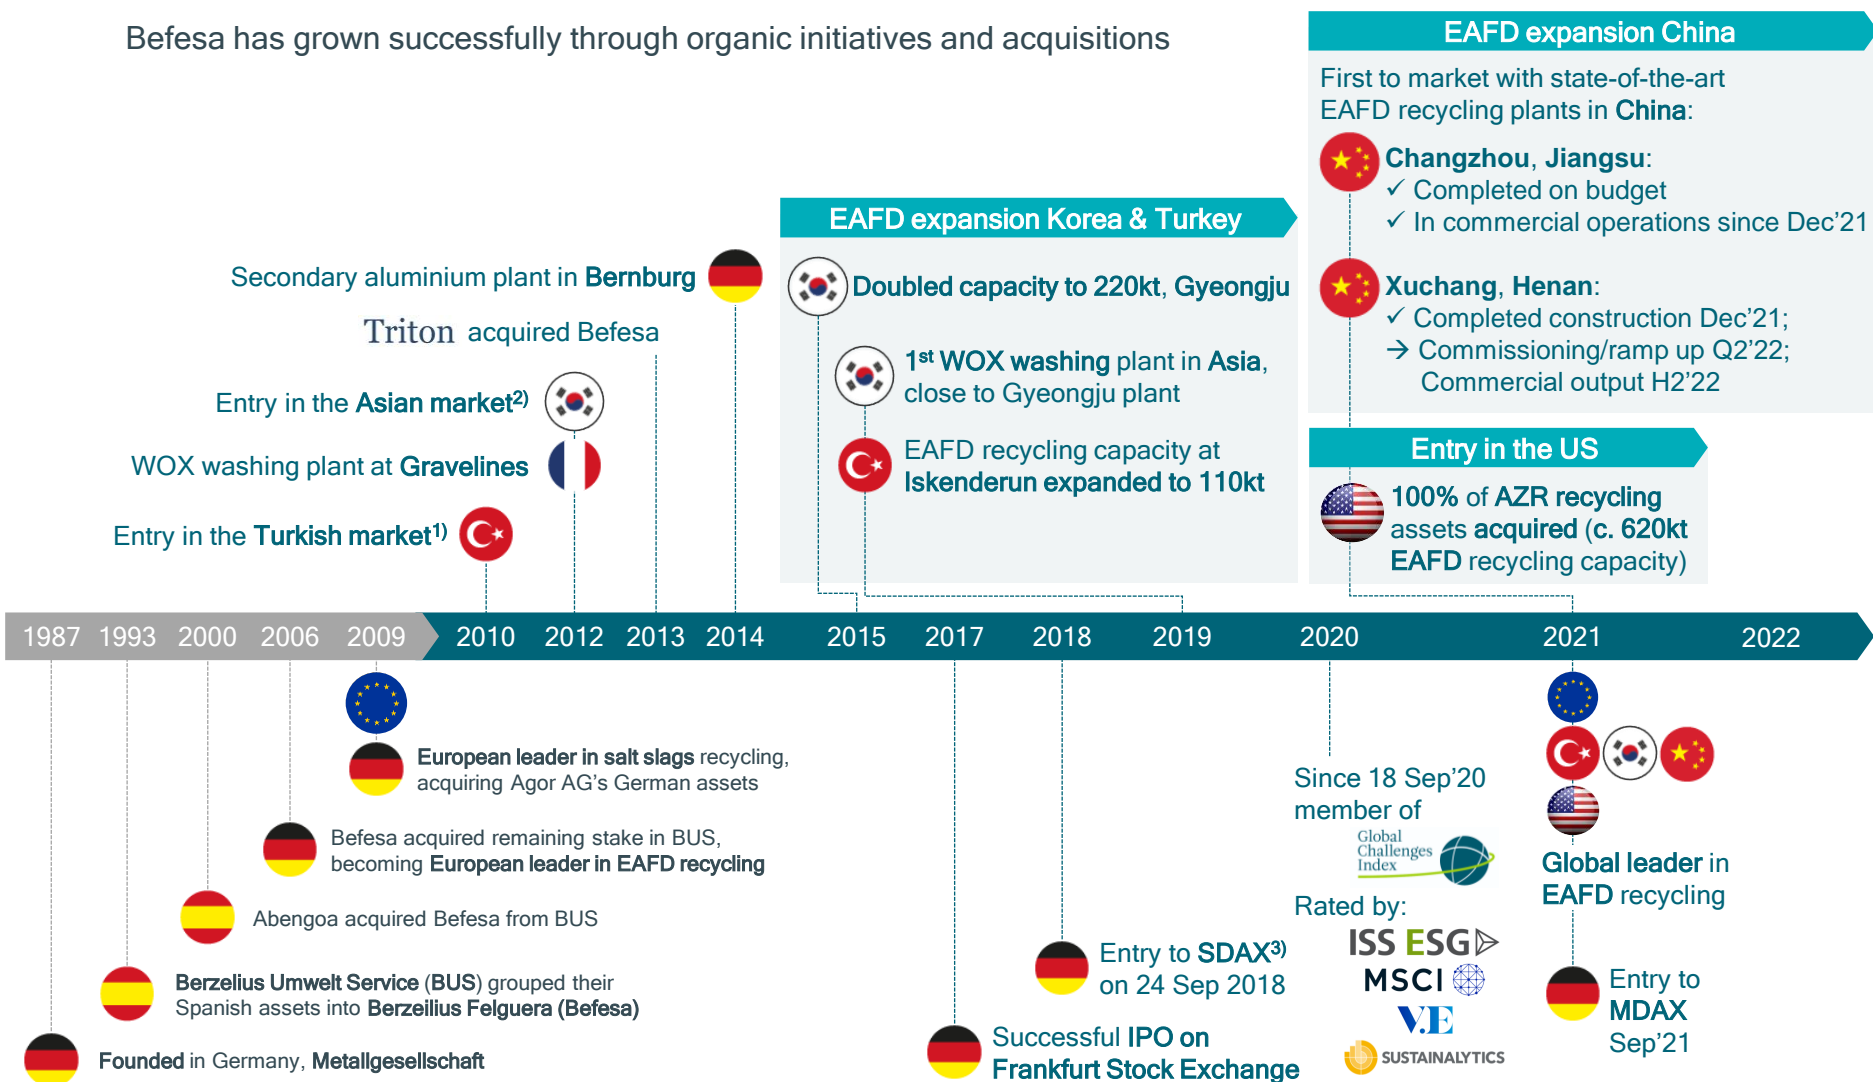 Befesa has grown successfully through organic initiatives and acquisitions
EAFD expansion China
First to market with state-of-the-art
EAFD recycling plants in China:
Changzhou, Jiangsu:
✓ Completed on budget
✓ In commercial operations since Dec'21
Xuchang, Henan:
✓ Completed construction Dec'21;
→ Commissioning/ramp up Q2'22;
Commercial output H2'22
EAFD expansion Korea & Turkey
Doubled capacity to 220kt, Gyeongju
1st WOX washing plant in Asia,
close to Gyeongju plant
EAFD recycling capacity at
Iskenderun expanded to 110kt
Entry in the US
100% of AZR recycling
assets acquired (c. 620kt
EAFD recycling capacity)
Secondary aluminium plant in Bernburg
Triton acquired Befesa
Entry in the Asian market2)
WOX washing plant at Gravelines
Entry in the Turkish market1)
1987 1993 2000 2006 2009 2010 2012 2013 2014 2015 2017 2018 2019 2020 2021 2022
European leader in salt slags recycling,
acquiring Agor AG's German assets
Befesa acquired remaining stake in BUS,
becoming European leader in EAFD recycling
Abengoa acquired Befesa from BUS
Berzelius Umwelt Service (BUS) grouped their
Spanish assets into Berzeilius Felguera (Befesa)
Founded in Germany, Metallgesellschaft
Successful IPO on
Frankfurt Stock Exchange
Entry to SDAX3)
on 24 Sep 2018
Since 18 Sep'20
member of
Global
Challenges
Index
Rated by:
ISS ESG
MSCI
V.E
SUSTAINALYTICS
Global leader in
EAFD recycling
Entry to
MDAX
Sep'21